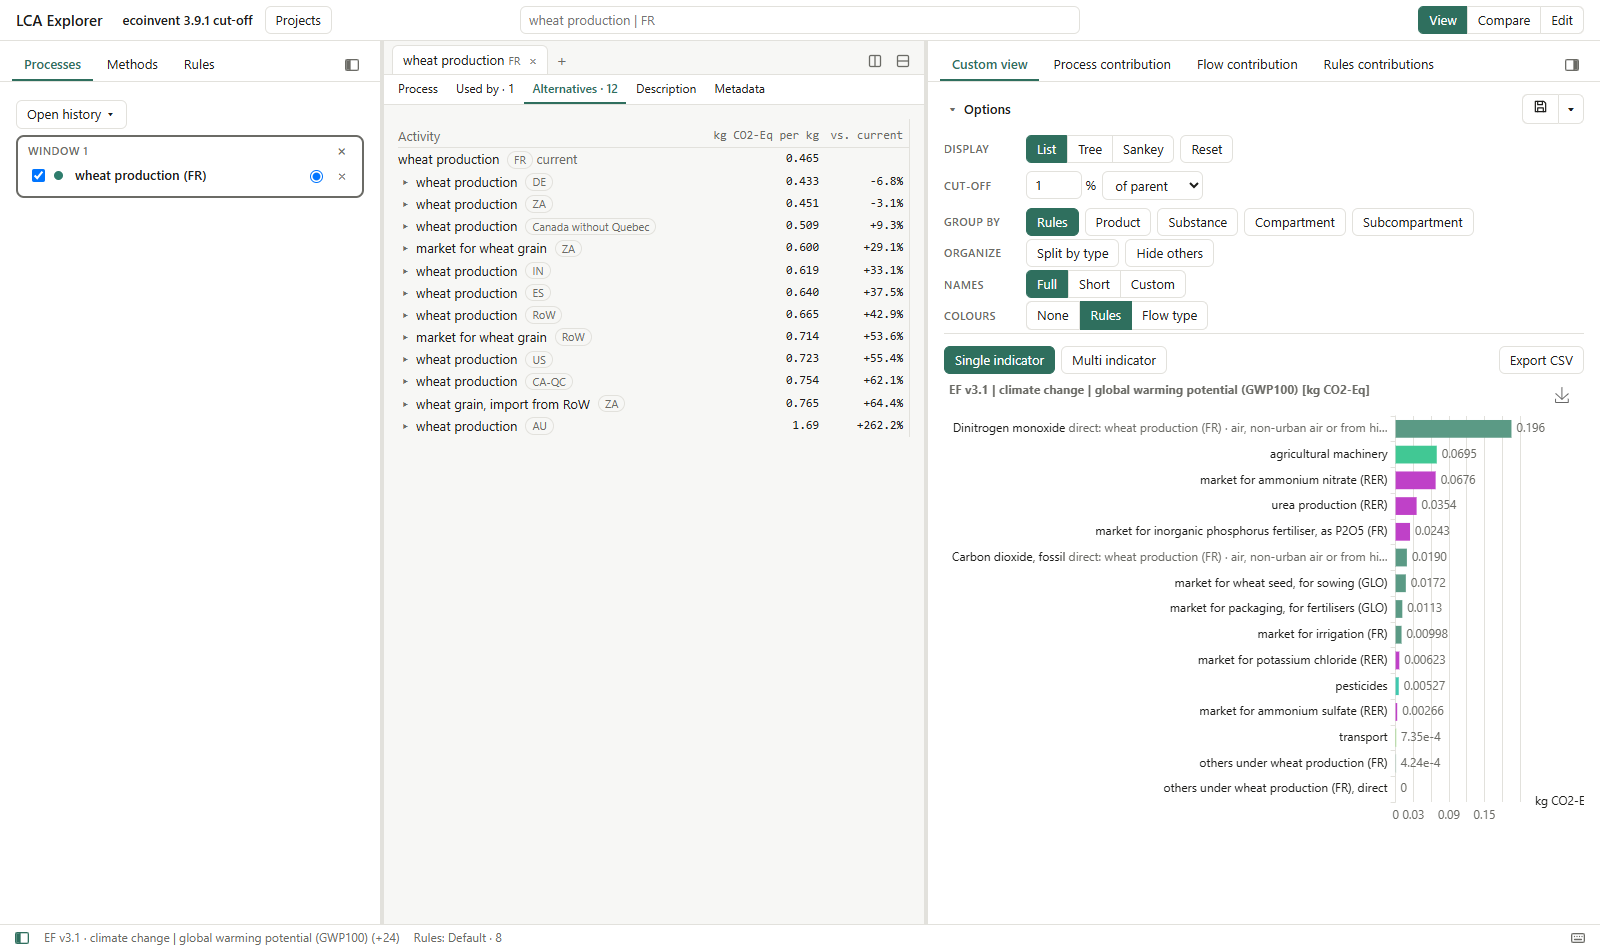 LCA Explorer ecoinvent 3.9.1 cut-off Projects wheat production | FR View Compare Edit
Processes Methods Rules
Open history
WINDOW 1 ×
wheat production (FR) ×
wheat production FR × +
Process Used by · 1 Alternatives · 12 Description Metadata
Activity kg CO2-Eq per kg vs. current
wheat production FR current 0.465
wheat production DE 0.433 -6.8%
wheat production ZA 0.451 -3.1%
wheat production Canada without Quebec 0.509 +9.3%
market for wheat grain ZA 0.600 +29.1%
wheat production IN 0.619 +33.1%
wheat production ES 0.640 +37.5%
wheat production RoW 0.665 +42.9%
market for wheat grain RoW 0.714 +53.6%
wheat production US 0.723 +55.4%
wheat production CA-QC 0.754 +62.1%
wheat grain, import from RoW ZA 0.765 +64.4%
wheat production AU 1.69 +262.2%
Custom view Process contribution Flow contribution Rules contributions
Options
DISPLAY List Tree Sankey Reset
CUT-OFF 1 % of parent
GROUP BY Rules Product Substance Compartment Subcompartment
ORGANIZE Split by type Hide others
NAMES Full Short Custom
COLOURS None Rules Flow type
Single indicator Multi indicator Export CSV
EF v3.1 | climate change | global warming potential (GWP100) [kg CO2-Eq]
Dinitrogen monoxide direct: wheat production (FR) · air, non-urban air or from hi... 0.196
agricultural machinery 0.0695
market for ammonium nitrate (RER) 0.0676
urea production (RER) 0.0354
market for inorganic phosphorus fertiliser, as P2O5 (FR) 0.0243
Carbon dioxide, fossil direct: wheat production (FR) · air, non-urban air or from hi... 0.0190
market for wheat seed, for sowing (GLO) 0.0172
market for packaging, for fertilisers (GLO) 0.0113
market for irrigation (FR) 0.00998
market for potassium chloride (RER) 0.00623
pesticides 0.00527
market for ammonium sulfate (RER) 0.00266
transport 7.35e-4
others under wheat production (FR) 4.24e-4
others under wheat production (FR), direct 0
kg CO2-E
0 0.03 0.09 0.15
EF v3.1 · climate change | global warming potential (GWP100) (+24) Rules: Default · 8